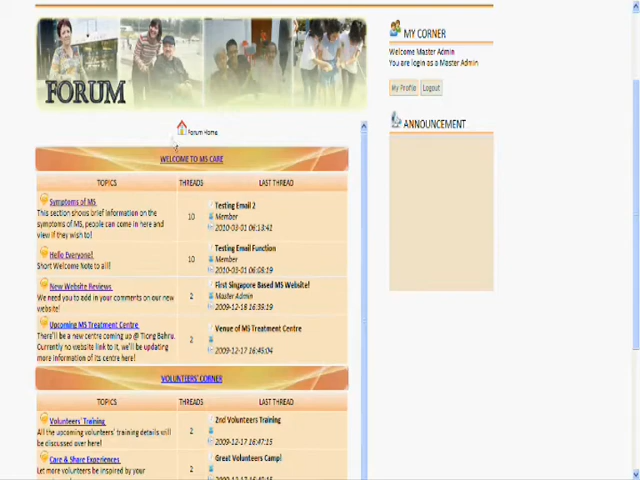 FORUM
Forum Home
WELCOME TO MS CARE
TOPICS THREADS LAST THREAD
Symptoms of MS
This section shows brief information on the
symptoms of MS, people can come in here and
view if they wish to!
10
Testing Email 2
Member
2010-03-01 06:13:41
Hello Everyone!
Short Welcome Note to all!
10
Testing Email Function
Member
2010-03-01 06:08:19
New Website Reviews
We need you to add in your comments on our new
website!
2
First Singapore Based MS Website!
Master Admin
2009-12-18 16:39:19
Upcoming MS Treatment Centre
There'll be a new centre coming up @ Tiong Bahru.
Currently no website link to it, we'll be updating
more information of its centre here!
2
Venue of MS Treatment Centre
2009-12-17 16:45:04
VOLUNTEERS' CORNER
TOPICS THREADS LAST THREAD
Volunteers' Training
All the upcoming volunteers' training details will
be discussed over here!
2
2nd Volunteers Training
2009-12-17 16:47:15
Care & Share Experiences
Let more volunteers be inspired by your
2
Great Volunteers Camp!
MY CORNER
Welcome Master Admin
You are login as a Master Admin
My Profile Logout
ANNOUNCEMENT